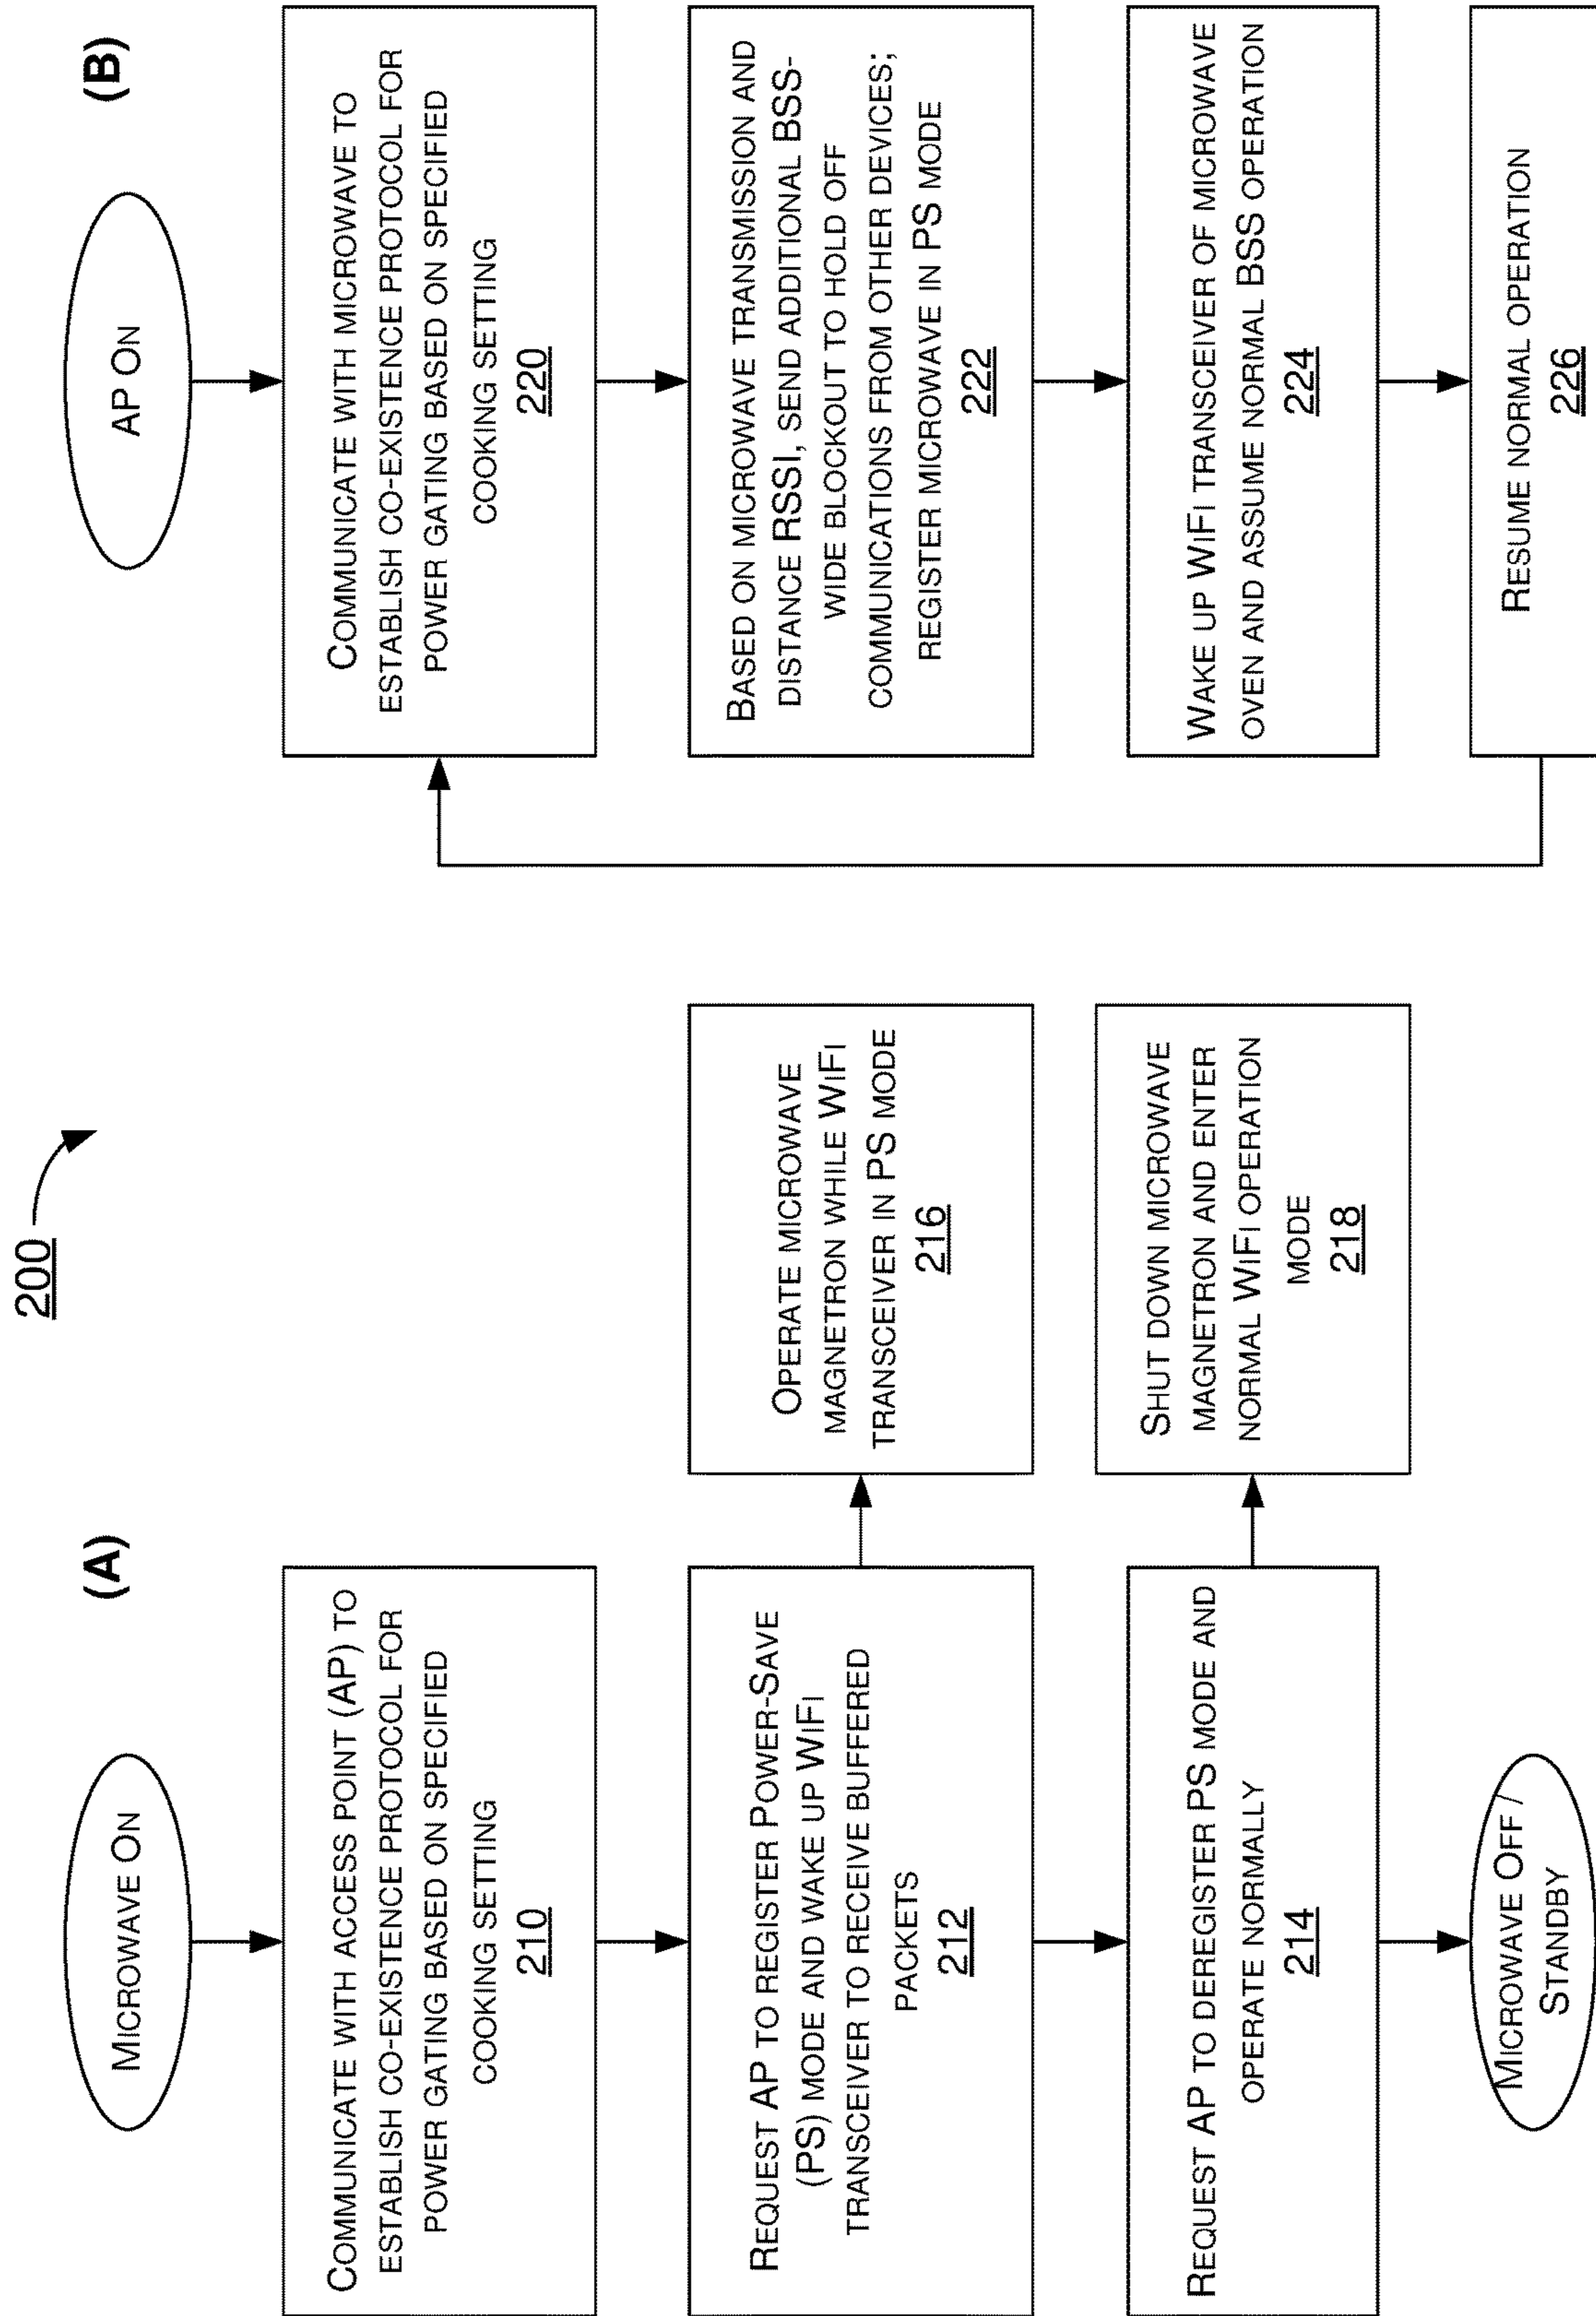 200
(A)
MICROWAVE ON
COMMUNICATE WITH ACCESS POINT (AP) TO
ESTABLISH CO-EXISTENCE PROTOCOL FOR
POWER GATING BASED ON SPECIFIED
COOKING SETTING
210
REQUEST AP TO REGISTER POWER-SAVE
(PS) MODE AND WAKE UP WIFI
TRANSCEIVER TO RECEIVE BUFFERED
PACKETS
212
OPERATE MICROWAVE
MAGNETRON WHILE WIFI
TRANSCEIVER IN PS MODE
216
REQUEST AP TO DEREGISTER PS MODE AND
OPERATE NORMALLY
214
SHUT DOWN MICROWAVE
MAGNETRON AND ENTER
NORMAL WIFI OPERATION
MODE
218
MICROWAVE OFF /
STANDBY
(B)
AP ON
COMMUNICATE WITH MICROWAVE TO
ESTABLISH CO-EXISTENCE PROTOCOL FOR
POWER GATING BASED ON SPECIFIED
COOKING SETTING
220
BASED ON MICROWAVE TRANSMISSION AND
DISTANCE RSSI, SEND ADDITIONAL BSS-
WIDE BLOCKOUT TO HOLD OFF
COMMUNICATIONS FROM OTHER DEVICES;
REGISTER MICROWAVE IN PS MODE
222
WAKE UP WIFI TRANSCEIVER OF MICROWAVE
OVEN AND ASSUME NORMAL BSS OPERATION
224
RESUME NORMAL OPERATION
226